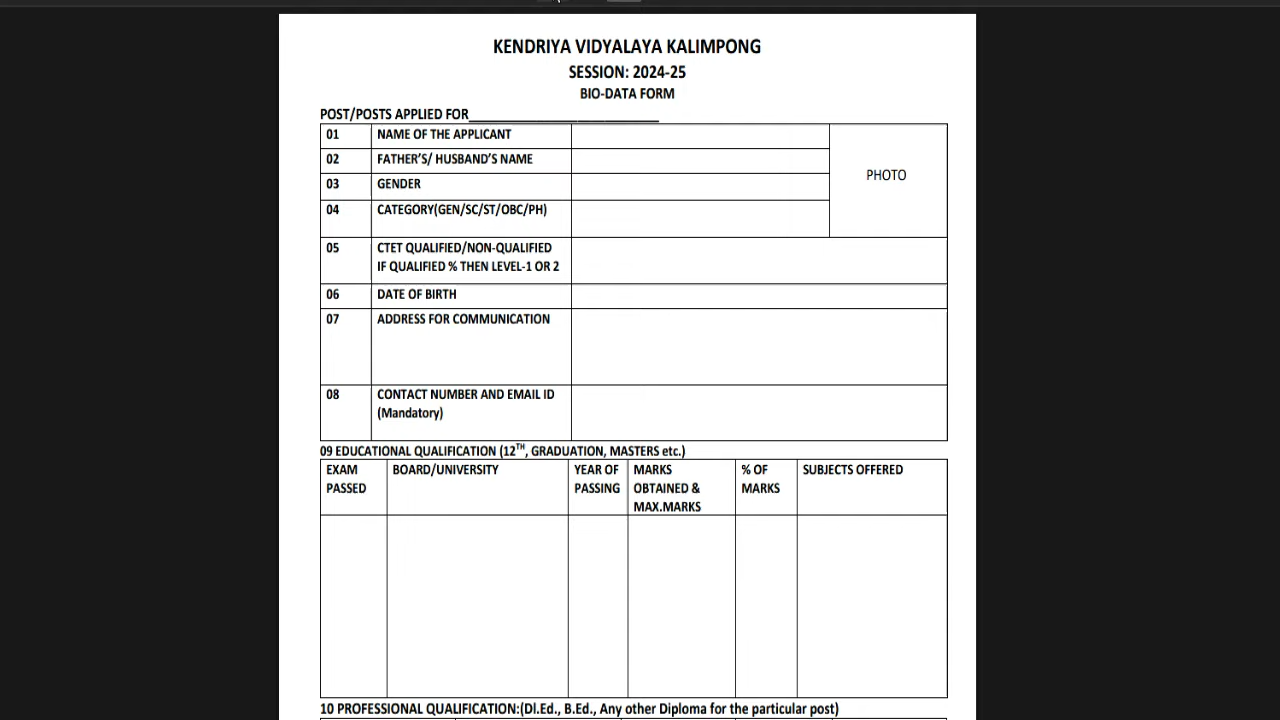 KENDRIYA VIDYALAYA KALIMPONG
SESSION: 2024-25
BIO-DATA FORM
POST/POSTS APPLIED FOR___________________________
01 NAME OF THE APPLICANT
PHOTO
02 FATHER'S/ HUSBAND'S NAME
03 GENDER
04 CATEGORY(GEN/SC/ST/OBC/PH)
05 CTET QUALIFIED/NON-QUALIFIED
IF QUALIFIED % THEN LEVEL-1 OR 2
06 DATE OF BIRTH
07 ADDRESS FOR COMMUNICATION
08 CONTACT NUMBER AND EMAIL ID
(Mandatory)
09 EDUCATIONAL QUALIFICATION (12TH, GRADUATION, MASTERS etc.)
EXAM BOARD/UNIVERSITY YEAR OF MARKS % OF SUBJECTS OFFERED
PASSED PASSING OBTAINED & MARKS
MAX.MARKS
10 PROFESSIONAL QUALIFICATION:(Dl.Ed., B.Ed., Any other Diploma for the particular post)